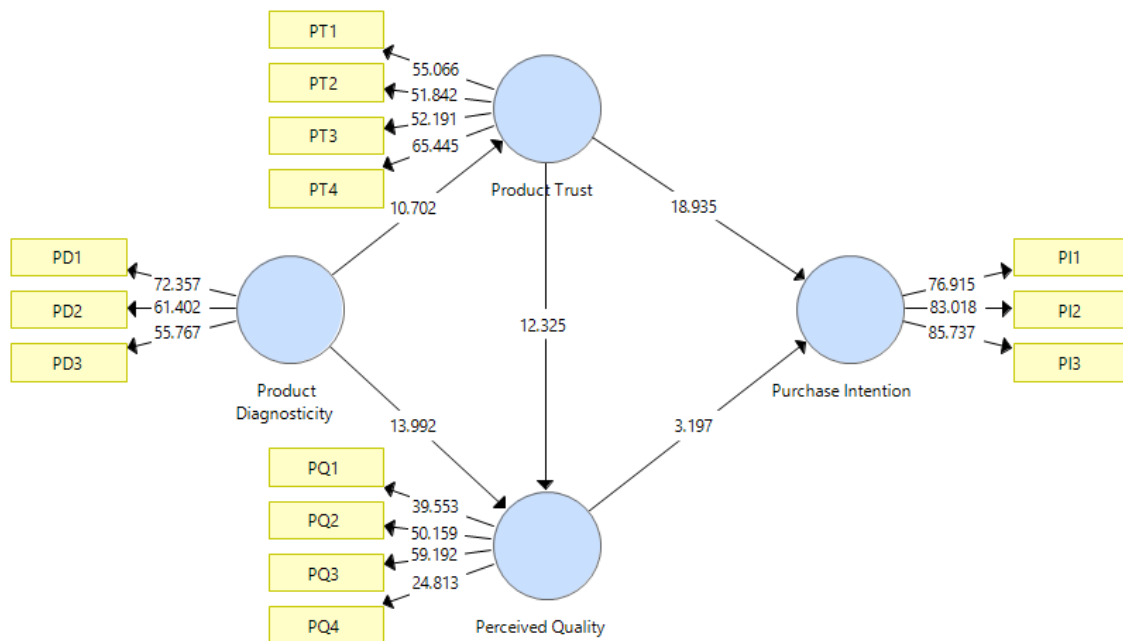 PT1
55.066
PT2
51.842
PT3
52.191
PT4
65.445
Product Trust
10.702
18.935
PD1
72.357
PD2
61.402
PD3
55.767
Product
Diagnosticity
12.325
PI1
76.915
PI2
83.018
PI3
85.737
Purchase Intention
13.992
3.197
PQ1
39.553
PQ2
50.159
PQ3
59.192
PQ4
24.813
Perceived Quality